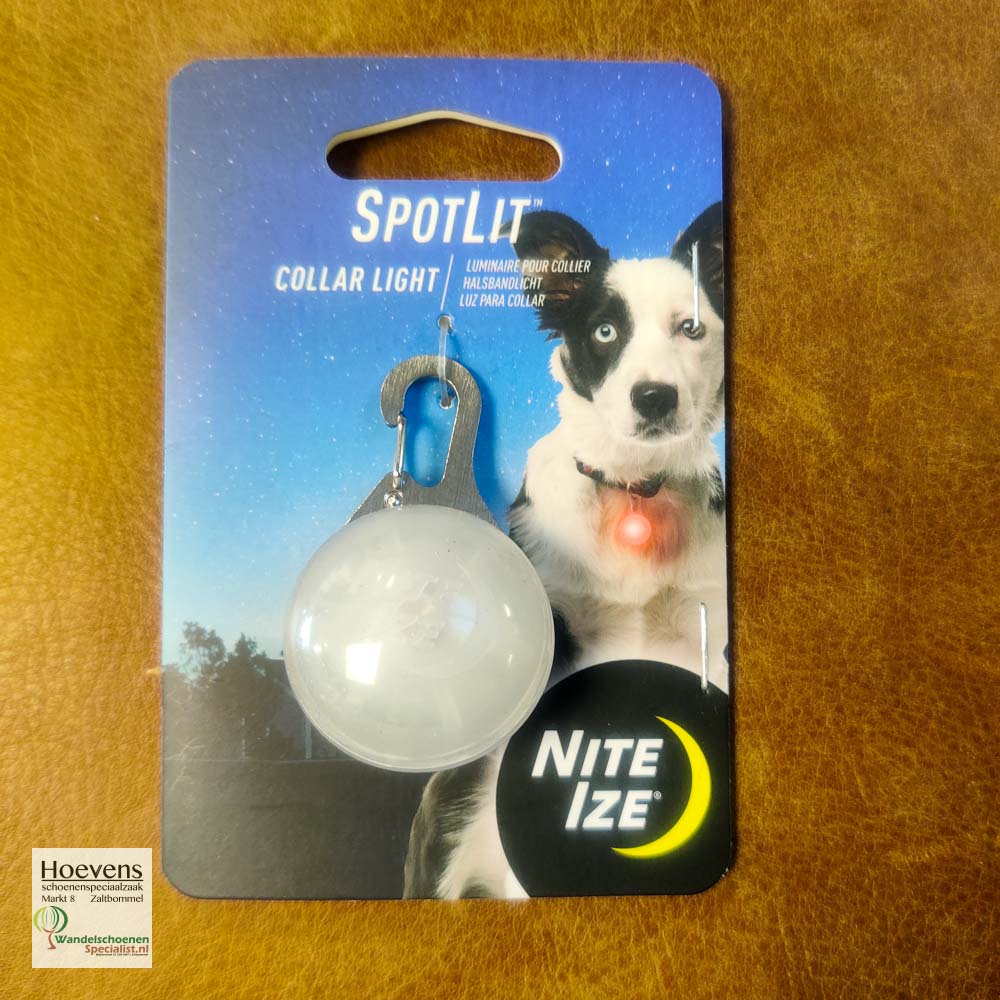 SPOTLIT™
COLLAR LIGHT
LUMINAIRE POUR COLLIER
HALSBANDLICHT
LUZ PARA COLLAR
NITE
IZE®
Hoevens
schoenenspeciaalzaak
Markt 8 Zaltbommel
Wandelschoenen
Specialist.nl